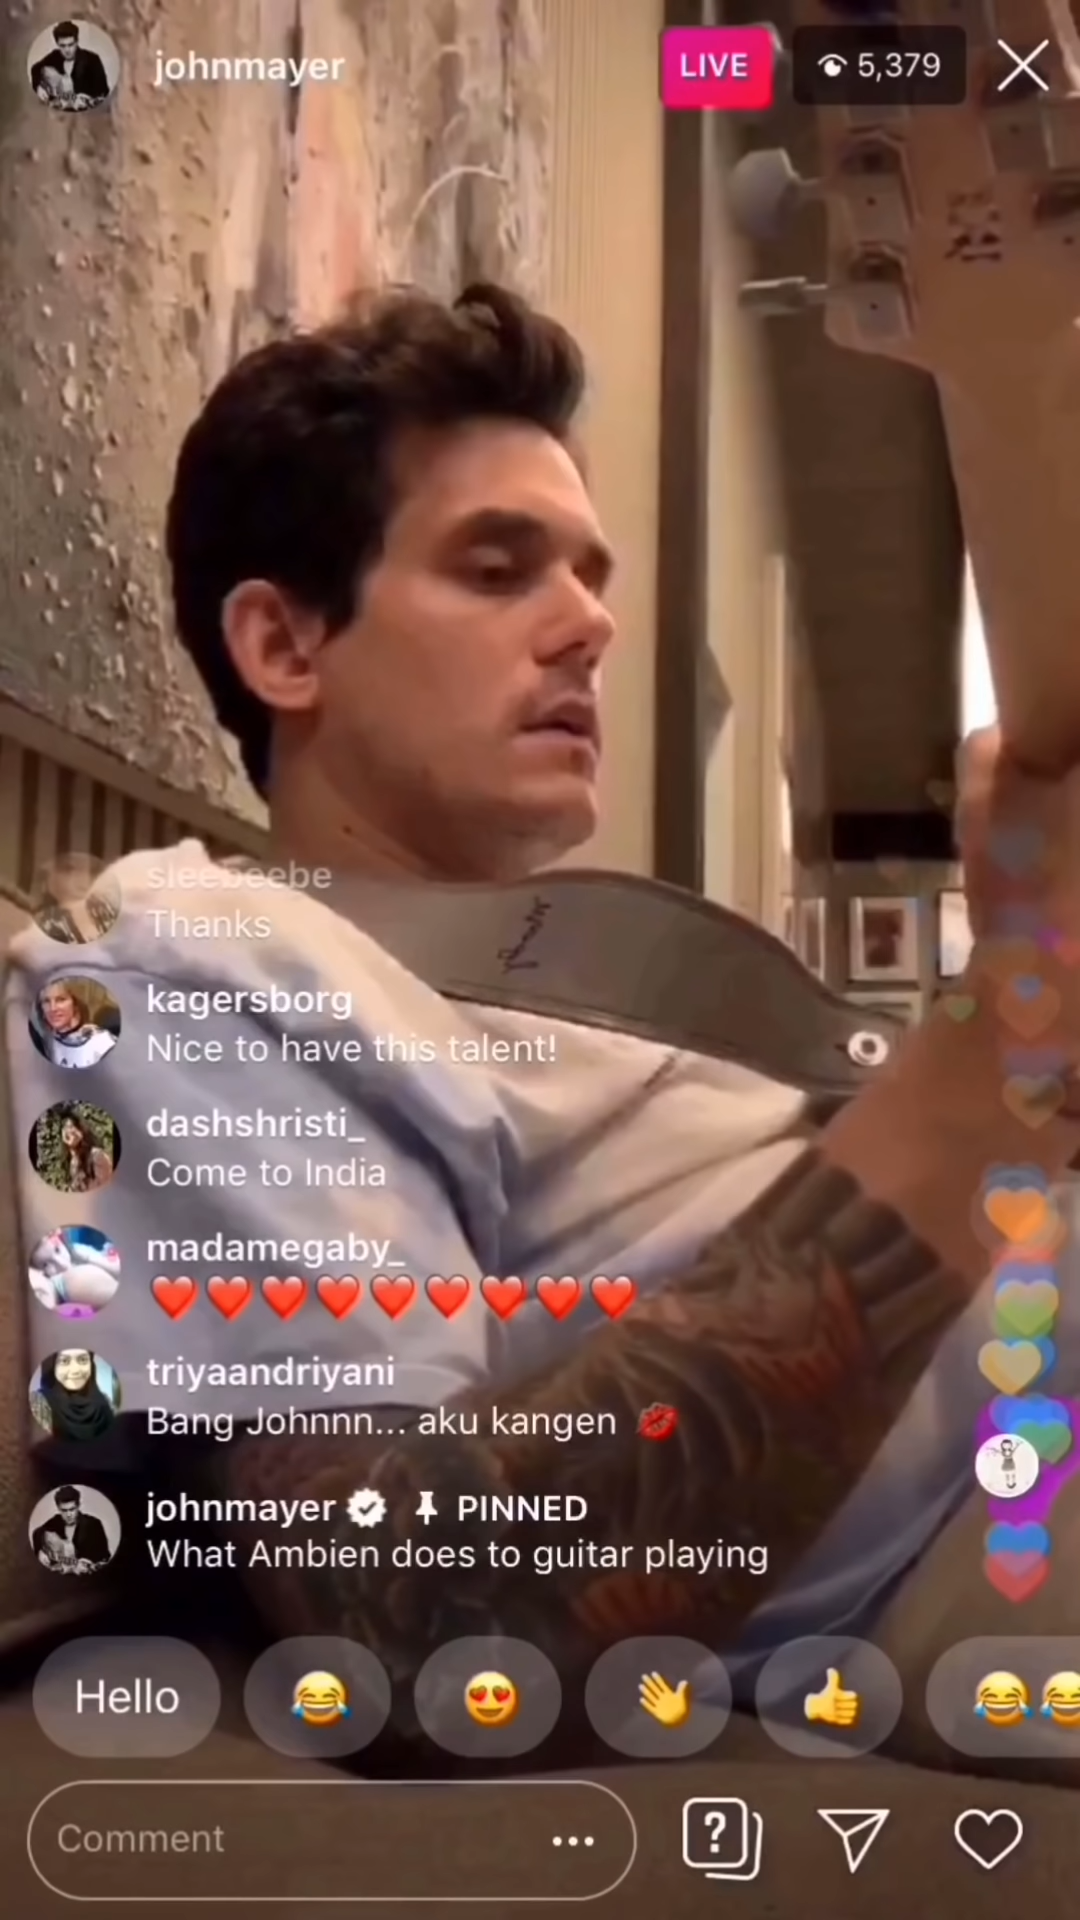 johnmayer
LIVE
5,379
sleebeebe
Thanks
kagersborg
Nice to have this talent!
dashshristi_
Come to India
madamegaby_
❤️❤️❤️❤️❤️❤️❤️❤️❤️
triyaandriyani
Bang Johnnn... aku kangen 💋
johnmayer PINNED
What Ambien does to guitar playing
Hello 😂 😍 👋 👍 😂😂
Comment ...